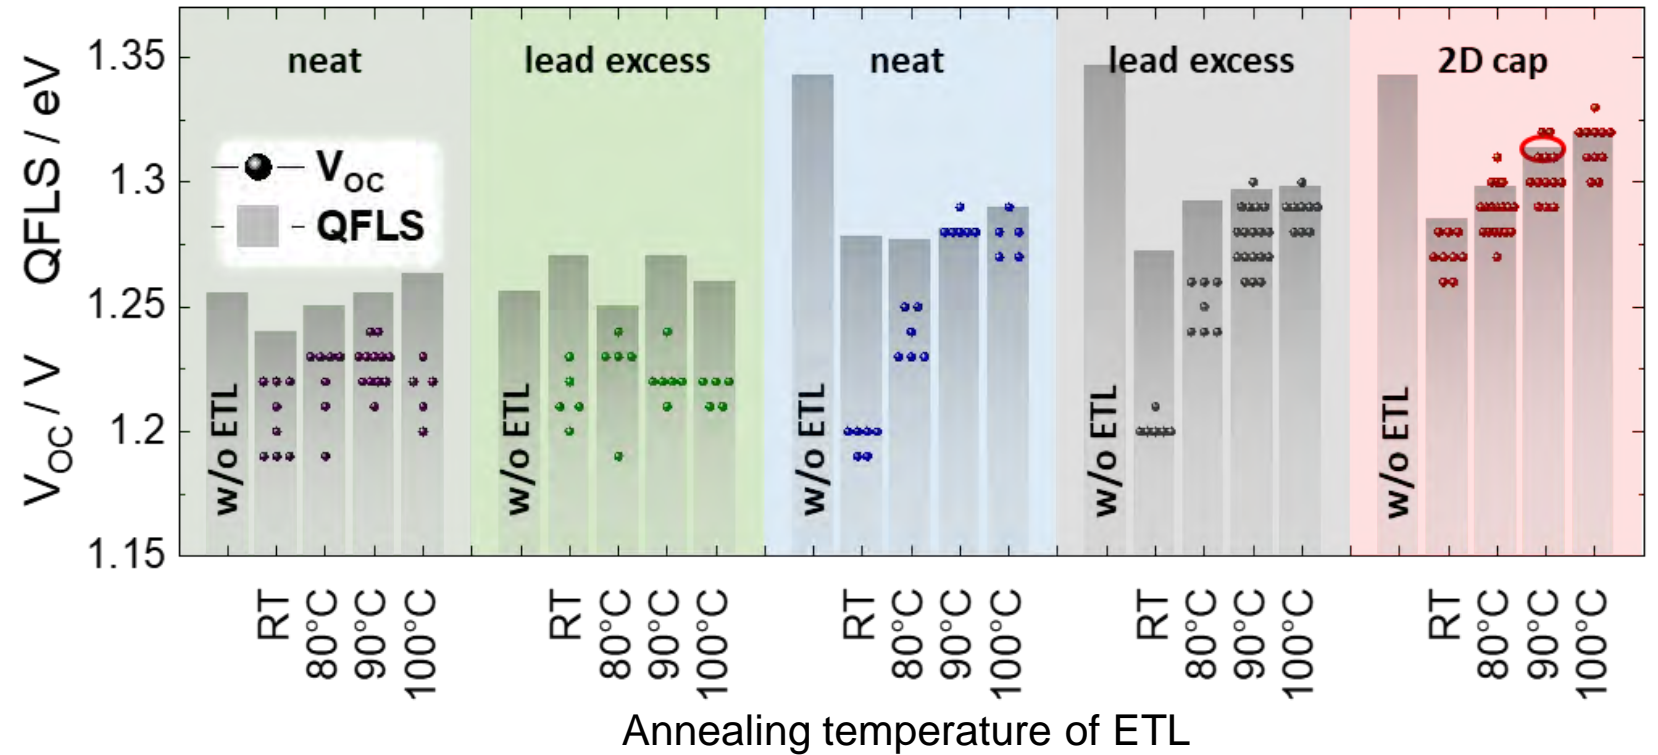 neat
lead excess
neat
lead excess
2D cap
V_OC / V QFLS / eV
1.35
1.3
1.25
1.2
1.15
V_OC
QFLS
w/o ETL
w/o ETL
w/o ETL
w/o ETL
w/o ETL
RT
80°C
90°C
100°C
RT
80°C
90°C
100°C
RT
80°C
90°C
100°C
RT
80°C
90°C
100°C
RT
80°C
90°C
100°C
Annealing temperature of ETL